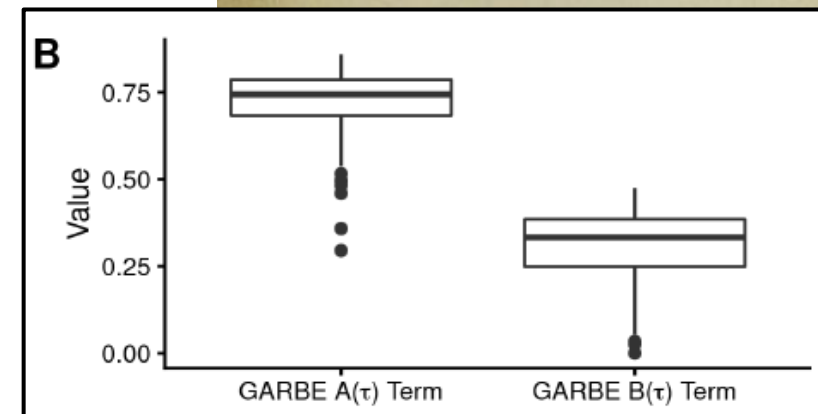 B
Value
0.75
0.50
0.25
0.00
GARBE A(τ) Term GARBE B(τ) Term